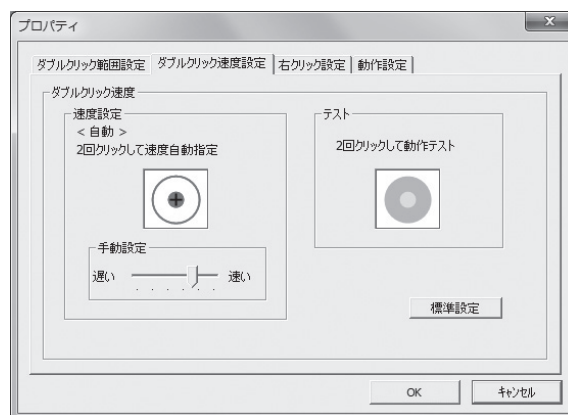 プロパティ
ダブルクリック範囲設定 ダブルクリック速度設定 右クリック設定 動作設定
ダブルクリック速度
速度設定
< 自動 >
2回クリックして速度自動指定
手動設定
遅い 速い
テスト
2回クリックして動作テスト
標準設定
OK キャンセル